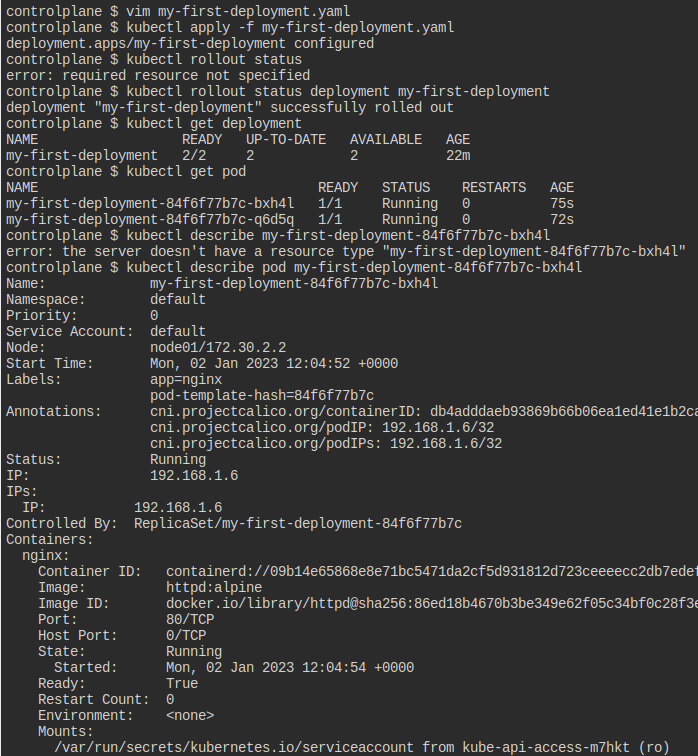 controlplane $ vim my-first-deployment.yaml
controlplane $ kubectl apply -f my-first-deployment.yaml
deployment.apps/my-first-deployment configured
controlplane $ kubectl rollout status
error: required resource not specified
controlplane $ kubectl rollout status deployment my-first-deployment
deployment "my-first-deployment" successfully rolled out
controlplane $ kubectl get deployment
NAME                  READY   UP-TO-DATE   AVAILABLE   AGE
my-first-deployment   2/2     2            2           22m
controlplane $ kubectl get pod
NAME                                   READY   STATUS    RESTARTS   AGE
my-first-deployment-84f6f77b7c-bxh4l   1/1     Running   0          75s
my-first-deployment-84f6f77b7c-q6d5q   1/1     Running   0          72s
controlplane $ kubectl describe my-first-deployment-84f6f77b7c-bxh4l
error: the server doesn't have a resource type "my-first-deployment-84f6f77b7c-bxh4l"
controlplane $ kubectl describe pod my-first-deployment-84f6f77b7c-bxh4l
Name:             my-first-deployment-84f6f77b7c-bxh4l
Namespace:        default
Priority:         0
Service Account:  default
Node:             node01/172.30.2.2
Start Time:       Mon, 02 Jan 2023 12:04:52 +0000
Labels:           app=nginx
                  pod-template-hash=84f6f77b7c
Annotations:      cni.projectcalico.org/containerID: db4adddaeb93869b66b06ea1ed41e1b2ca
                  cni.projectcalico.org/podIP: 192.168.1.6/32
                  cni.projectcalico.org/podIPs: 192.168.1.6/32
Status:           Running
IP:               192.168.1.6
IPs:
  IP:           192.168.1.6
Controlled By:  ReplicaSet/my-first-deployment-84f6f77b7c
Containers:
  nginx:
    Container ID:   containerd://09b14e65868e8e71bc5471da2cf5d931812d723ceeeecc2db7edef
    Image:          httpd:alpine
    Image ID:       docker.io/library/httpd@sha256:86ed18b4670b3be349e62f05c34bf0c28f3e
    Port:           80/TCP
    Host Port:      0/TCP
    State:          Running
      Started:      Mon, 02 Jan 2023 12:04:54 +0000
    Ready:          True
    Restart Count:  0
    Environment:    <none>
    Mounts:
      /var/run/secrets/kubernetes.io/serviceaccount from kube-api-access-m7hkt (ro)